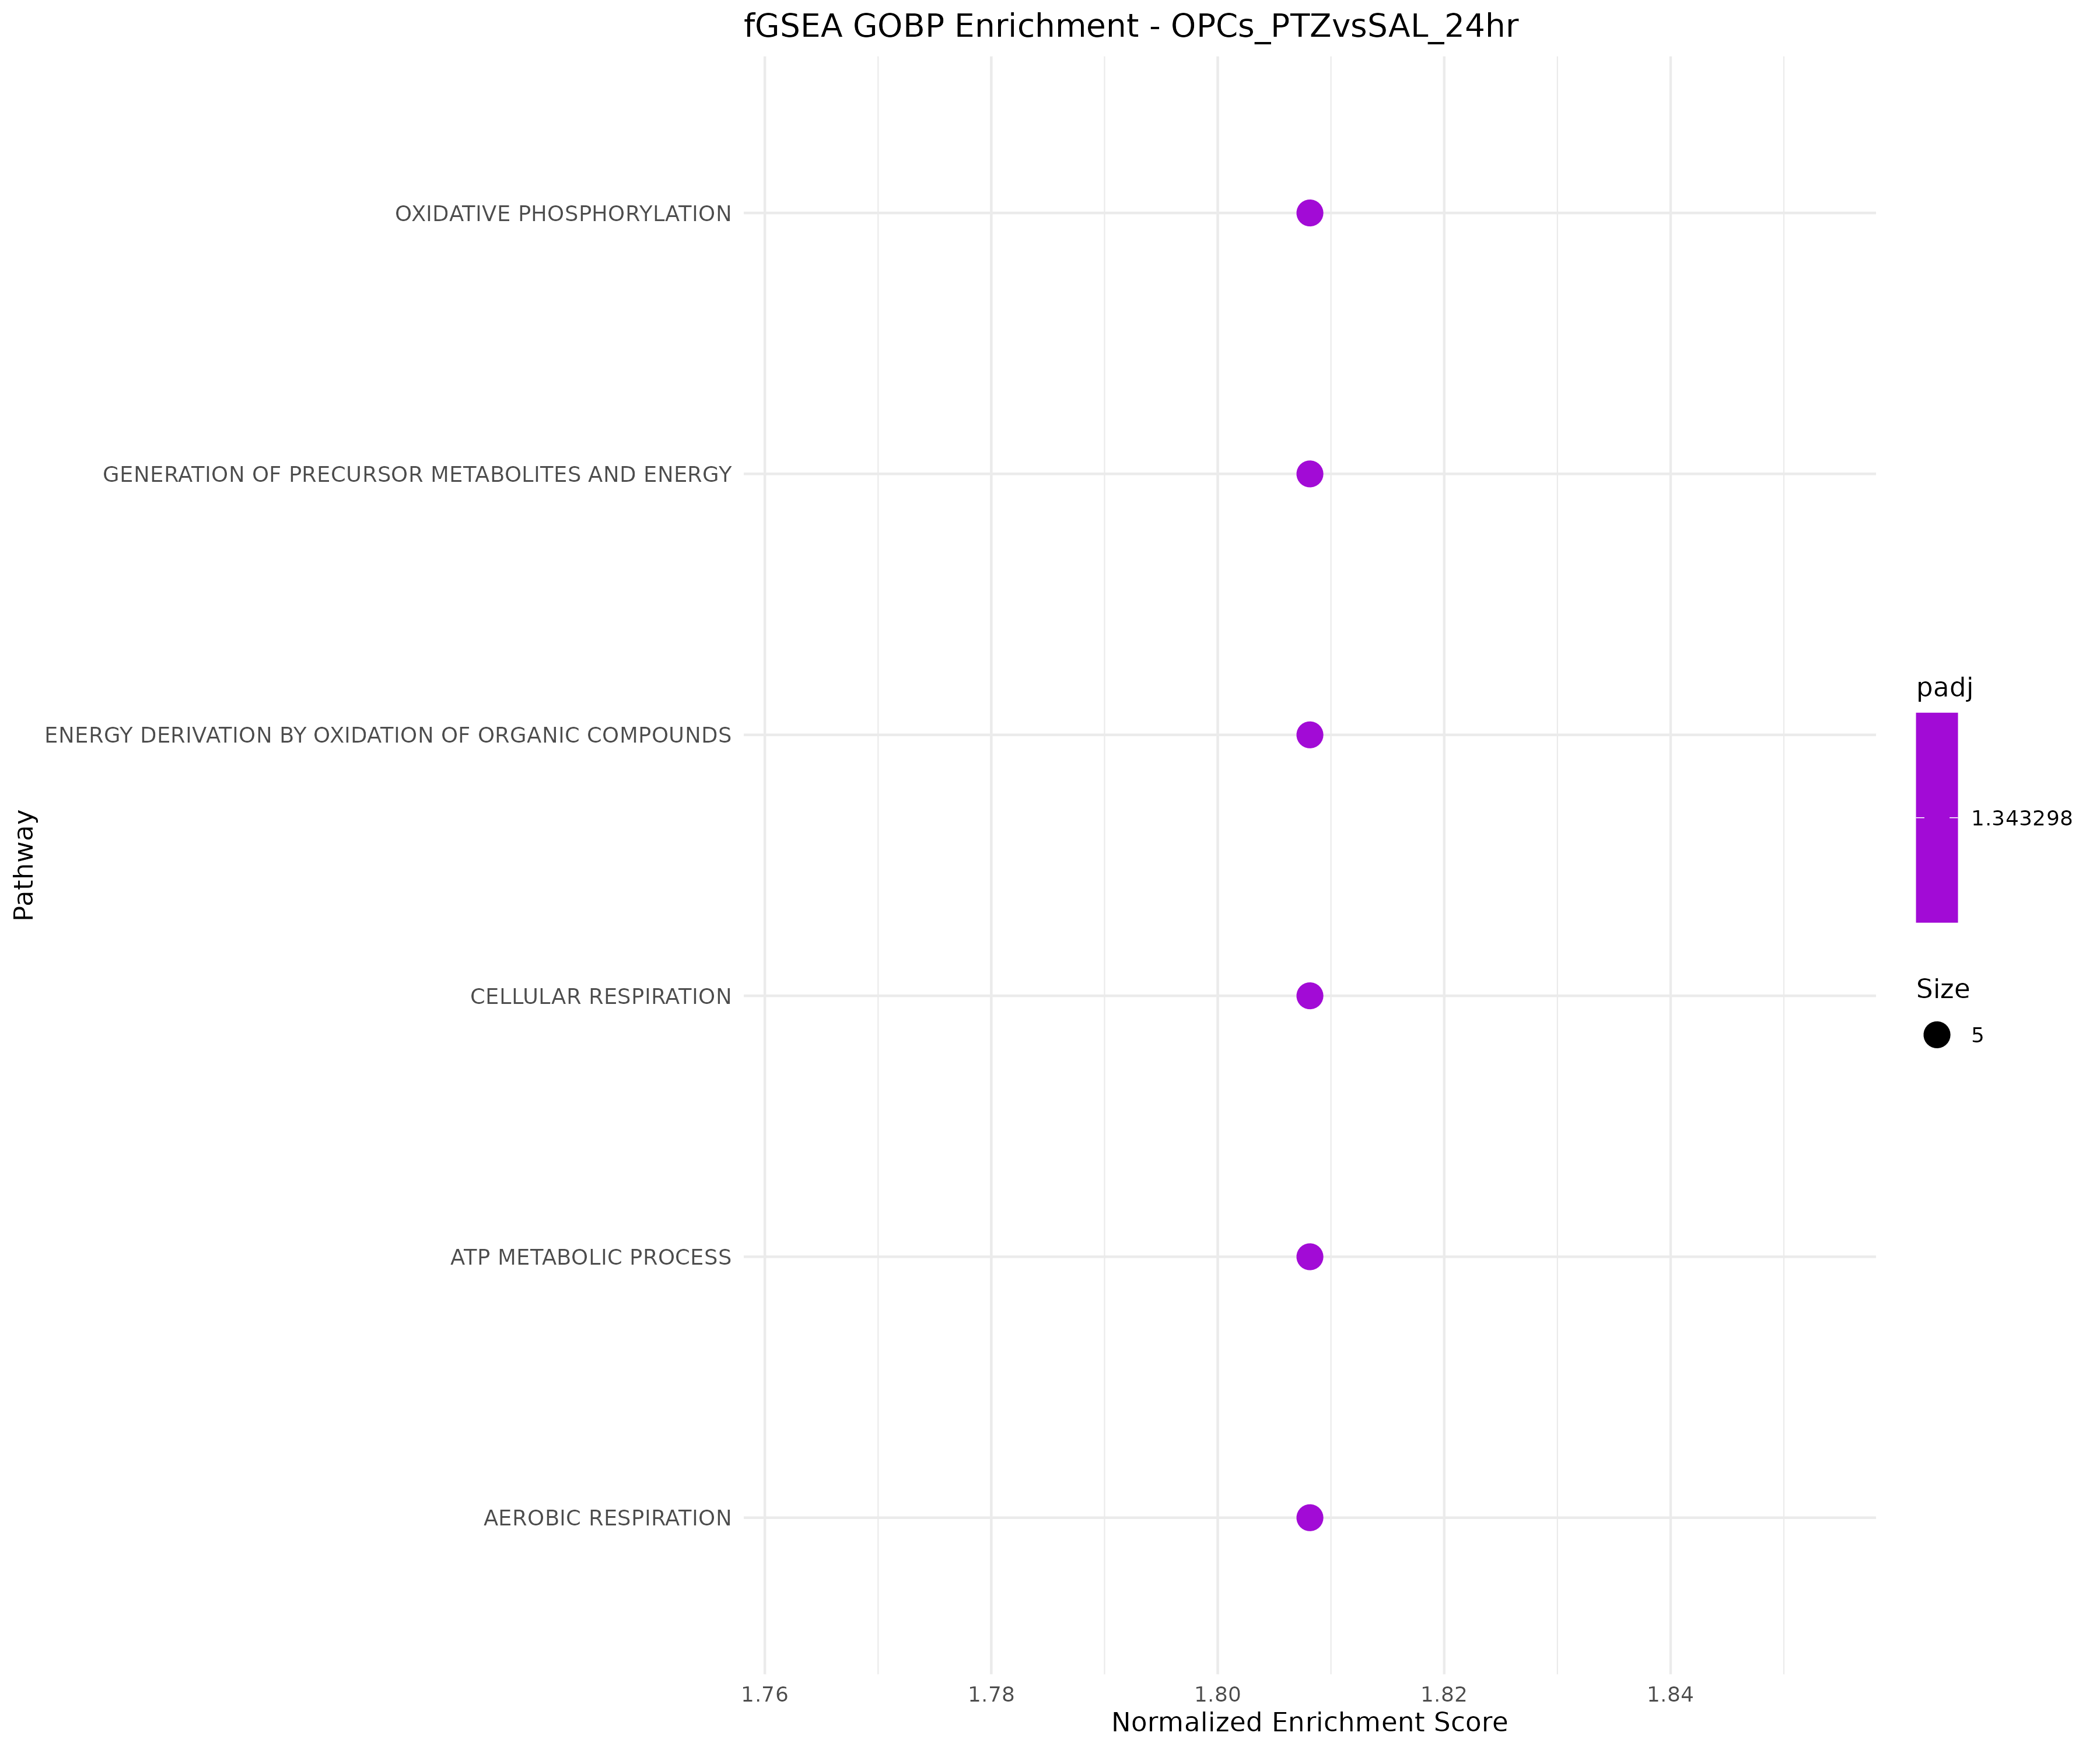 fGSEA GOBP Enrichment - OPCs_PTZvsSAL_24hr
Pathway
OXIDATIVE PHOSPHORYLATION
GENERATION OF PRECURSOR METABOLITES AND ENERGY
ENERGY DERIVATION BY OXIDATION OF ORGANIC COMPOUNDS
CELLULAR RESPIRATION
ATP METABOLIC PROCESS
AEROBIC RESPIRATION
1.76 1.78 1.80 1.82 1.84
Normalized Enrichment Score
padj
1.343298
Size
5